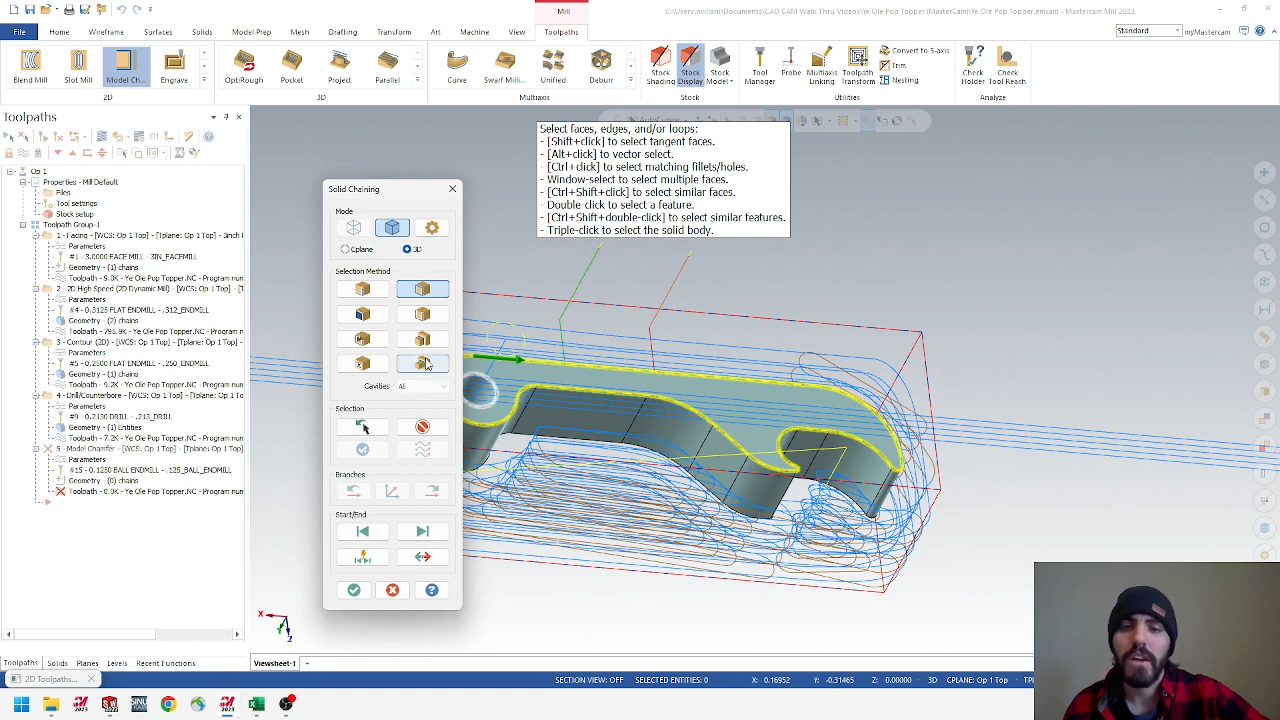 Mill
C:\Users\nvillani\Documents\CAD CAM Walk Thru Videos\Ye Ole Pop Topper (MasterCam)\Ye Ole Pop Topper.emcam - Mastercam Mill 2023
File Home Wireframe Surfaces Solids Model Prep Mesh Drafting Transform Art Machine View Toolpaths
Standard myMastercam
Blend Mill Slot Mill Model Ch... Engrave
OptiRough Pocket Project Parallel
Curve Swarf Milli... Unified Deburr
Stock Shading Stock Display Stock Model
Tool Manager Probe Multiaxis Linking Toolpath Transform
Convert to 5-axis
Trim
Nesting
Check Holder Check Tool Reach
2D 3D Multiaxis Stock Utilities Analyze
Toolpaths
Op 1
Properties - Mill Default
Files
Tool settings
Stock setup
Toolpath Group-1
1 - Facing - [WCS: Op 1 Top] - [Tplane: Op 1 Top] - 3inch F
Parameters
#1 - 3.0000 FACE MILL - 3IN_FACEMILL
Geometry - (1) chains
Toolpath - 9.0K - Ye Ole Pop Topper.NC - Program num
2 - 2D High Speed (2D Dynamic Mill) - [WCS: Op 1 Top] -
Parameters
#4 - 0.3125 FLAT ENDMILL - .312_ENDMILL
Geometry - (2) chains
Toolpath - 795.9K - Ye Ole Pop Topper.NC - Program n
3 - Contour (2D) - [WCS: Op 1 Top] - [Tplane: Op 1 Top]
Parameters
#5 - 0.2500 FLAT ENDMILL - .250_ENDMILL
Geometry - (2) chains
Toolpath - 9.2K - Ye Ole Pop Topper.NC - Program num
4 - Drill/Counterbore - [WCS: Op 1 Top] - [Tplane: Op 1
Parameters
#9 - 0.2130 DRILL - .213_DRILL
Geometry - (1) Entities
Toolpath - 7.2K - Ye Ole Pop Topper.NC - Program num
5 - Model Chamfer - [WCS: Op 1 Top] - [Tplane: Op 1 Top
Parameters
#15 - 0.1250 BALL ENDMILL - .125_BALL_ENDMILL
Toolpath - 0.0K - Ye Ole Pop Topper.NC - Program num
Solid Chaining
Mode
Cplane 3D
Selection Method
Cavities All
Selection
Branches
Start/End
Select faces, edges, and/or loops:
- [Shift+click] to select tangent faces.
- [Alt+click] to vector select.
- [Ctrl+click] to select matching fillets/holes.
- Window-select to select multiple faces.
- [Ctrl+Shift+click] to select similar faces.
- Double-click to select a feature.
- [Ctrl+Shift+double-click] to select similar features.
- Triple-click to select the solid body.
X
Y
Z
Toolpaths Solids Planes Levels Recent Functions
Viewsheet-1 +
2D Toolpaths...
SECTION VIEW: OFF SELECTED ENTITIES: 0 X: 0.16952 Y: -0.31465 Z: 0.00000 3D CPLANE: OP 1 TOP